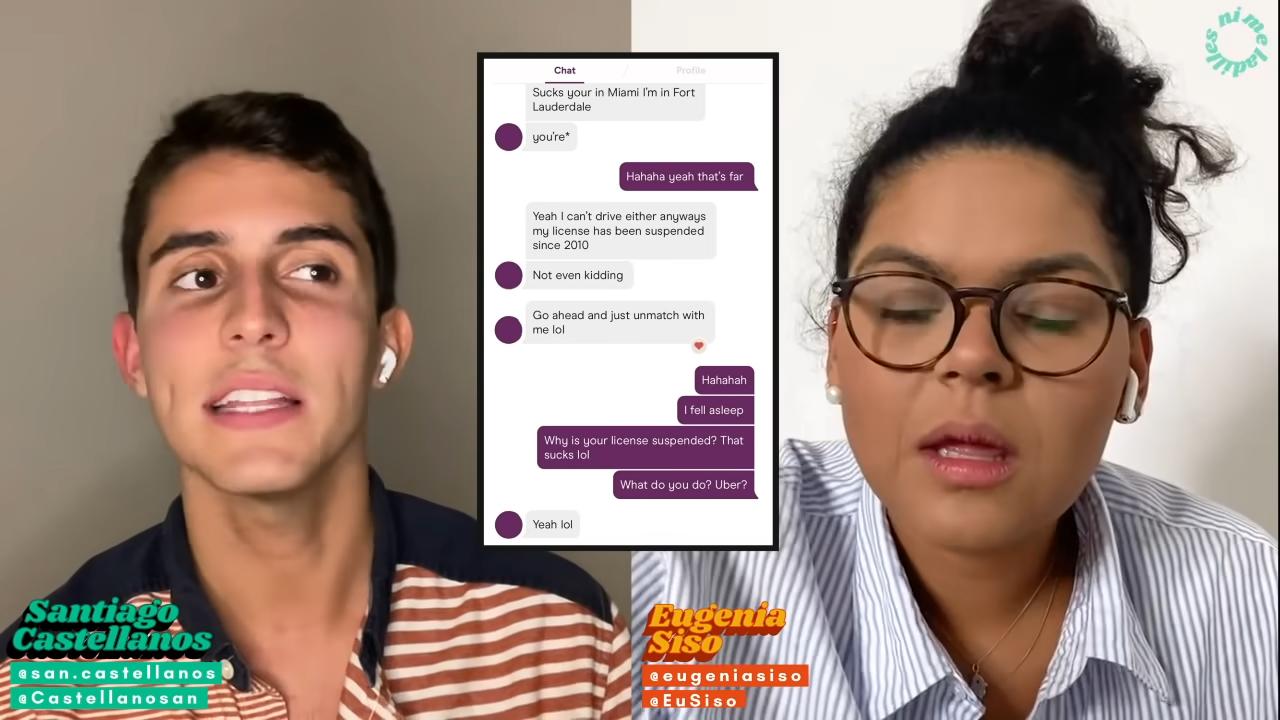 ni me ladilles
Chat / Profile
Sucks your in Miami I'm in Fort
Lauderdale
you're*
Hahaha yeah that's far
Yeah I can't drive either anyways
my license has been suspended
since 2010
Not even kidding
Go ahead and just unmatch with
me lol
Hahahah
I fell asleep
Why is your license suspended? That
sucks lol
What do you do? Uber?
Yeah lol
Santiago
Castellanos
@san.castellanos
@Castellanosan
Eugenia
Siso
@eugeniasiso
@EuSiso